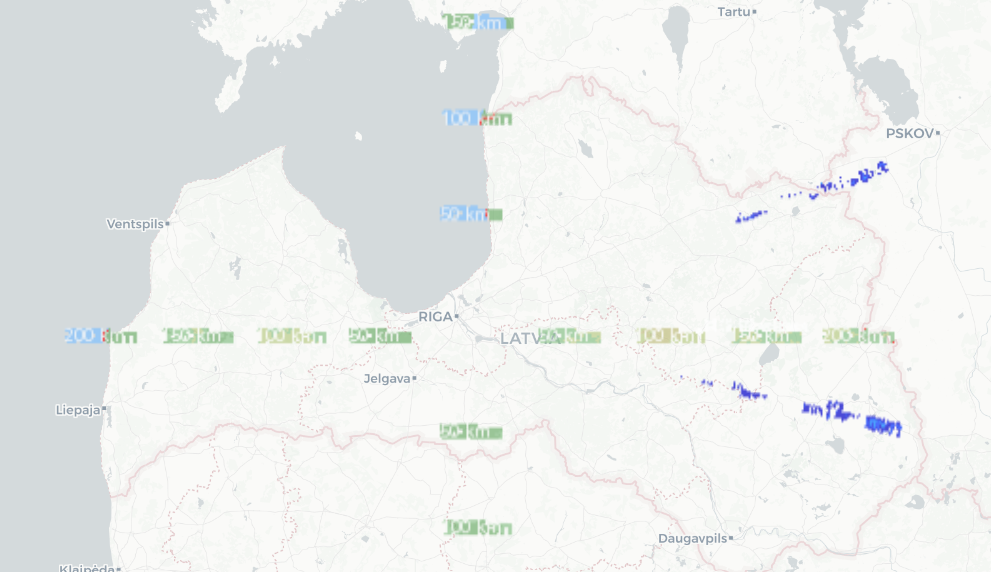 Tartu
150 km
100 km
PSKOV
50 km
Ventspils
RIGA
200 km 150 km 100 km 50 km LATV 50 km 100 km 150 km 200 km
Jelgava
Liepaja
50 km
100 km
Daugavpils
Klaipėda